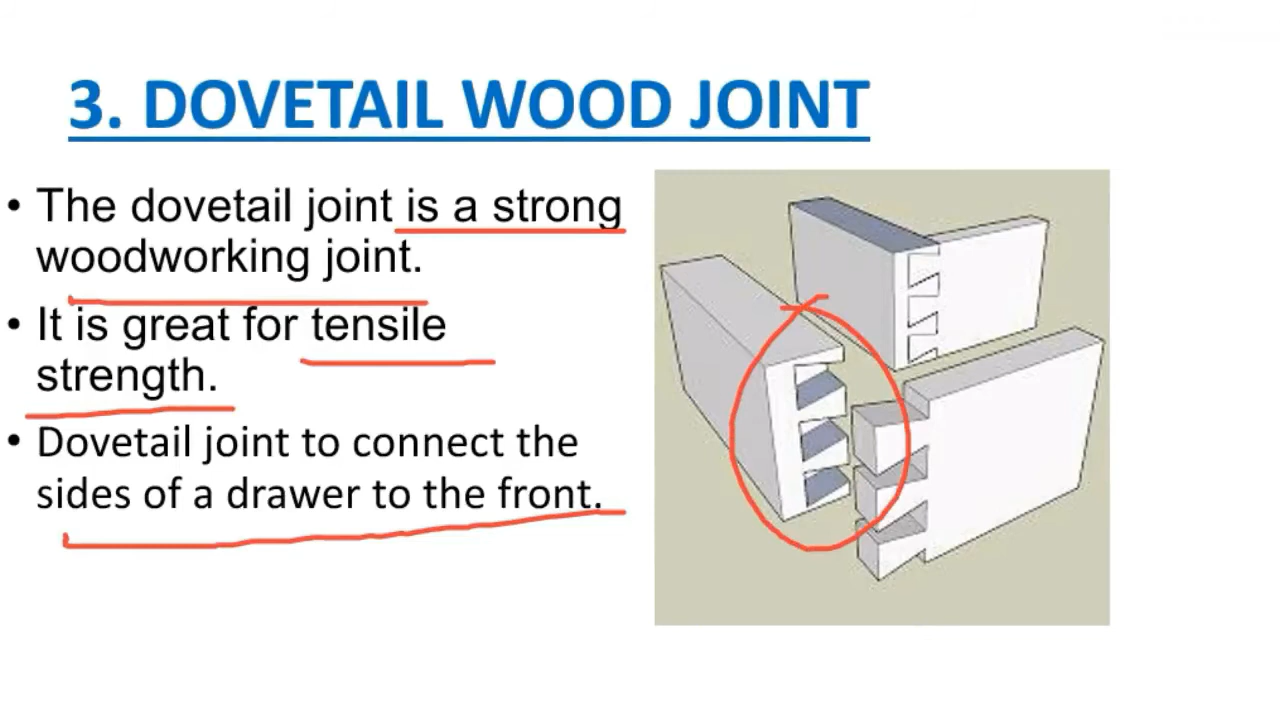 3. DOVETAIL WOOD JOINT
• The dovetail joint is a strong
woodworking joint.
• It is great for tensile
strength.
• Dovetail joint to connect the
sides of a drawer to the front.